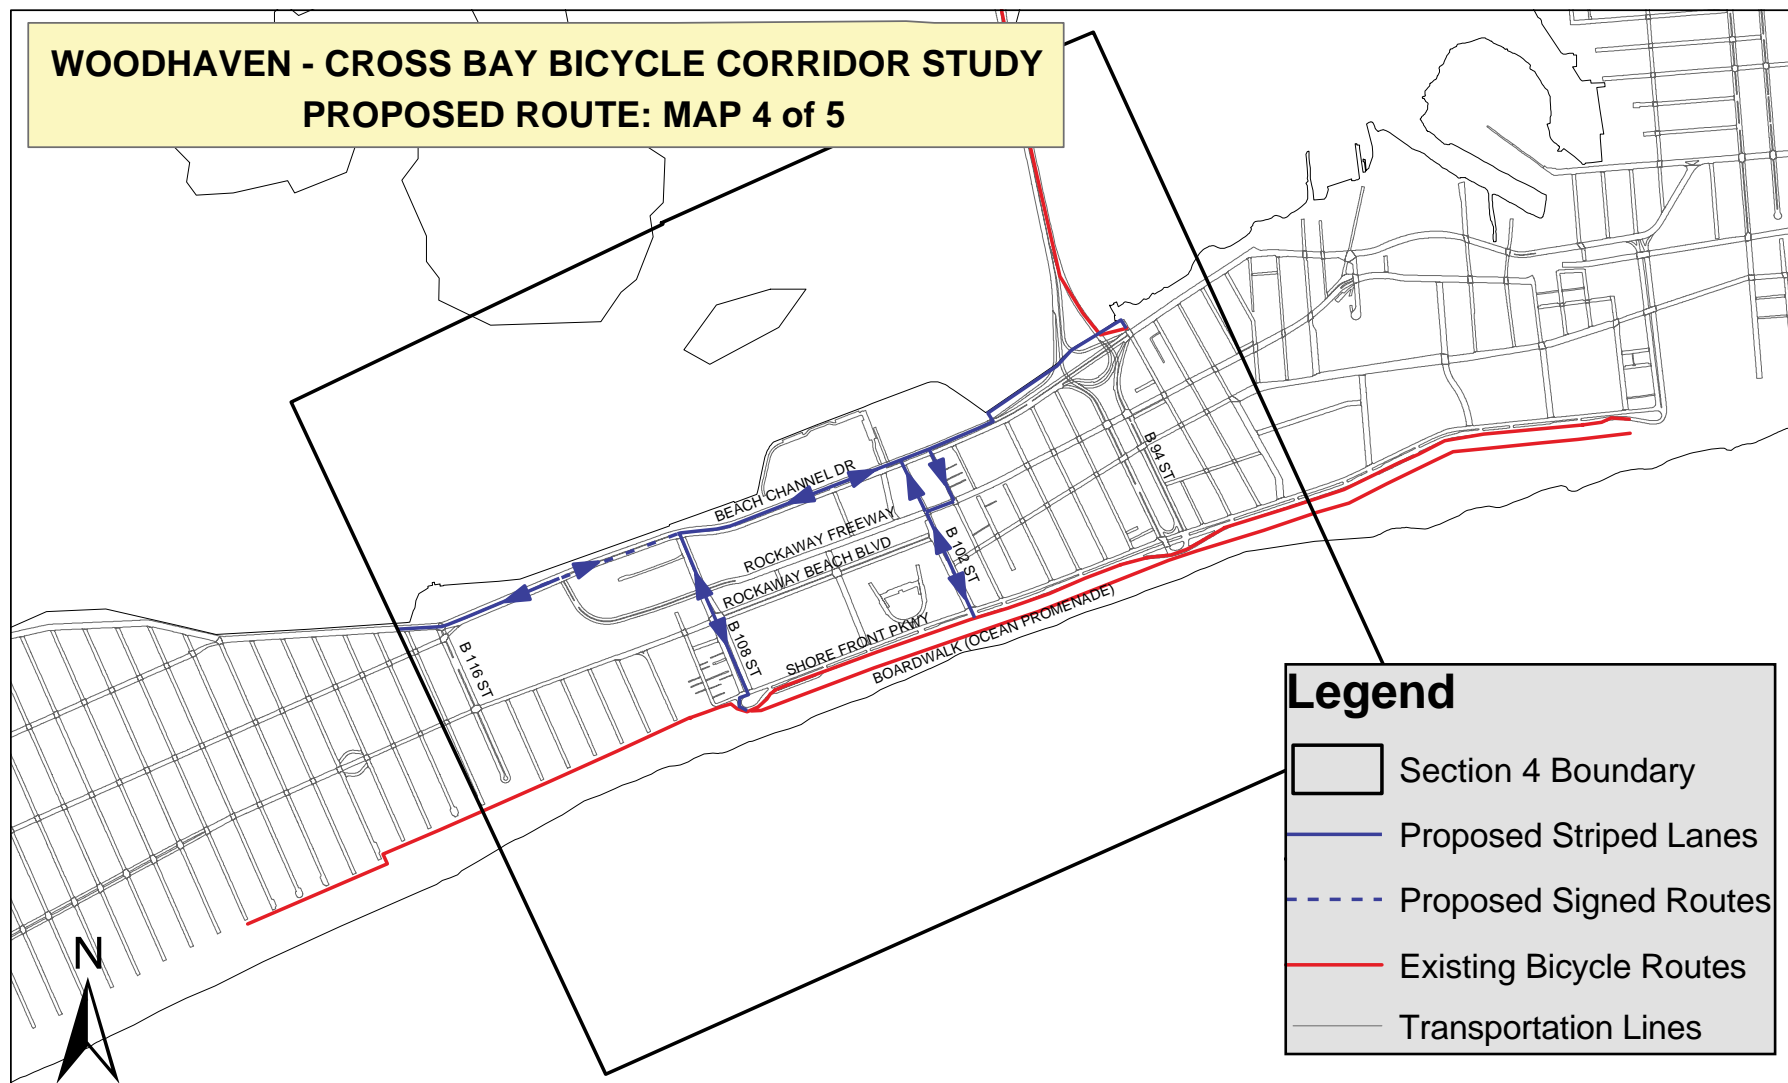 WOODHAVEN - CROSS BAY BICYCLE CORRIDOR STUDY
PROPOSED ROUTE: MAP 4 of 5
BEACH CHANNEL DR
ROCKAWAY FREEWAY
ROCKAWAY BEACH BLVD
B 94 ST
B 102 ST
B 108 ST
B 116 ST
SHORE FRONT PKWY
BOARDWALK (OCEAN PROMENADE)
N
Legend
Section 4 Boundary
Proposed Striped Lanes
Proposed Signed Routes
Existing Bicycle Routes
Transportation Lines